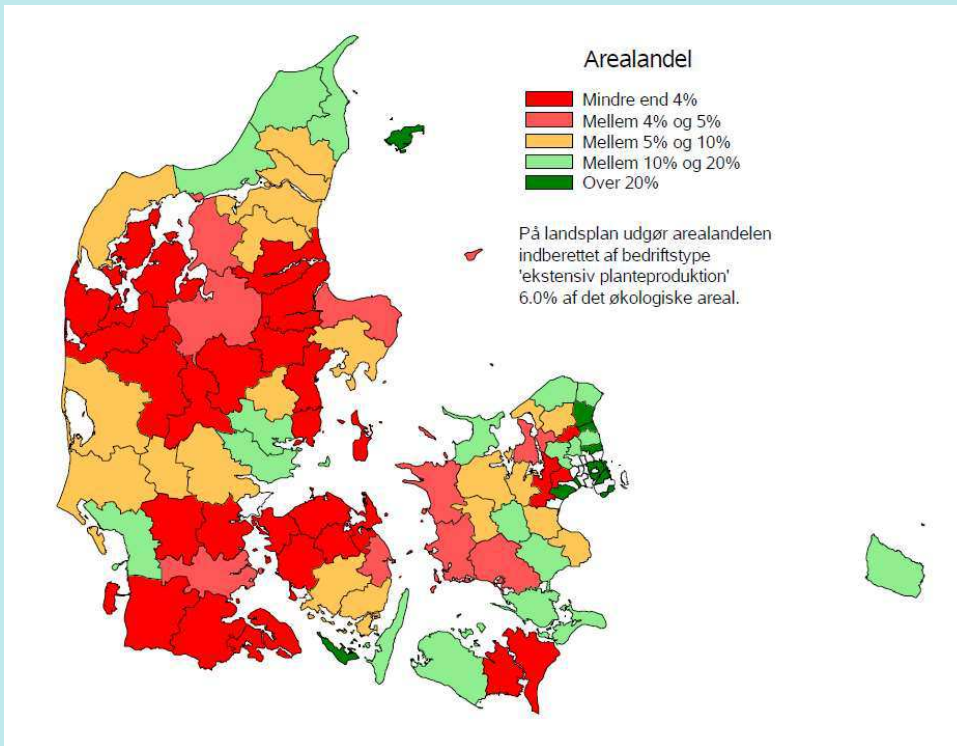 Arealandel
Mindre end 4%
Mellem 4% og 5%
Mellem 5% og 10%
Mellem 10% og 20%
Over 20%
På landsplan udgør arealandelen
indberettet af bedriftstype
'ekstensiv planteproduktion'
6.0% af det økologiske areal.